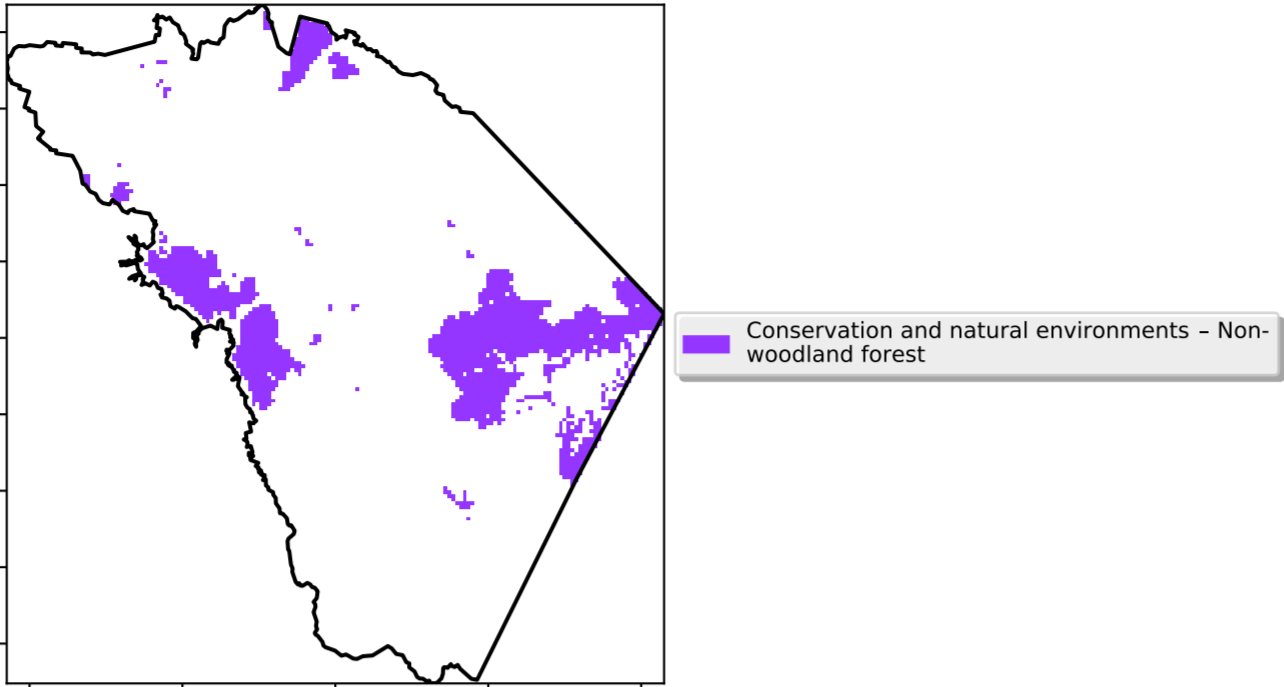 Conservation and natural environments – Non-
woodland forest